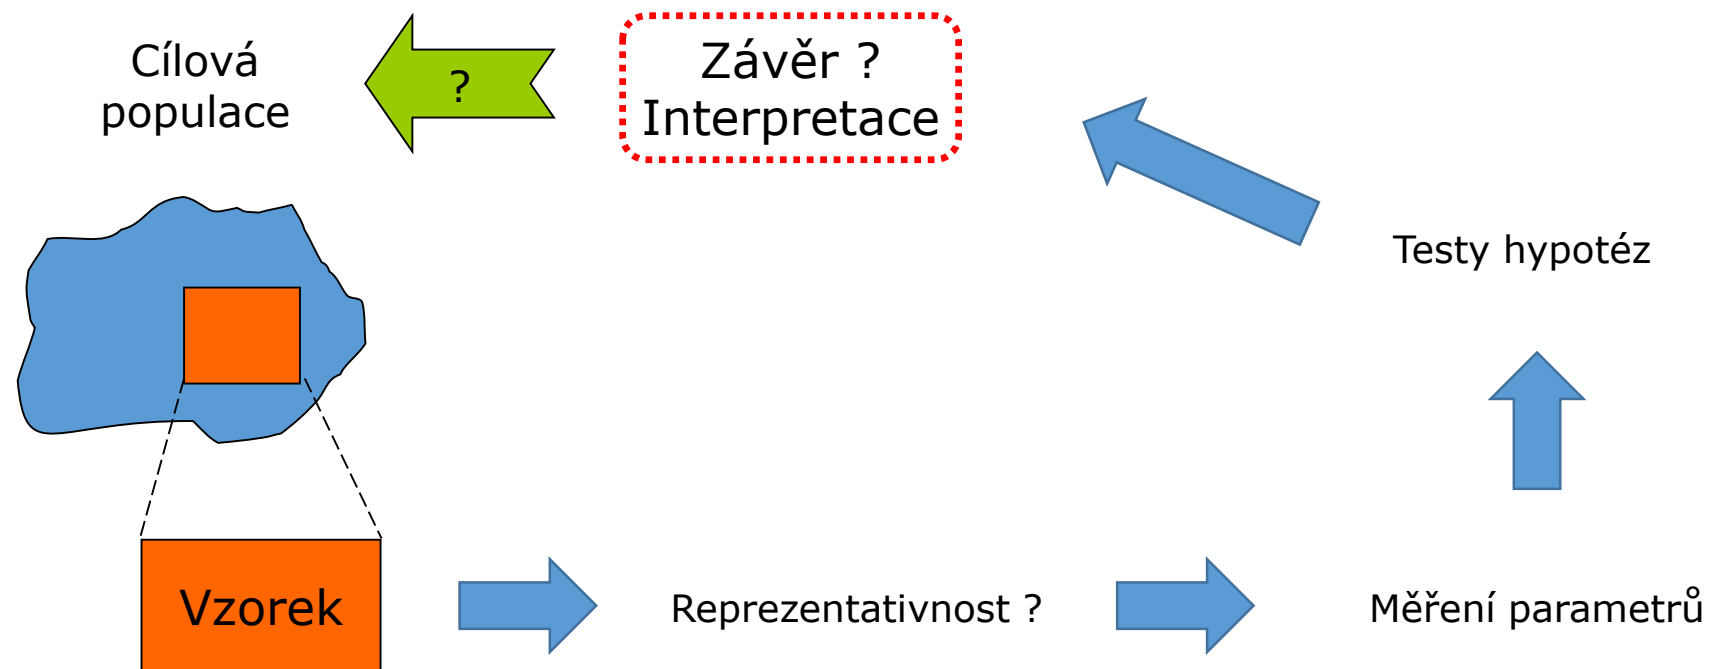 Cílová
populace
?
Závěr ?
Interpretace
Testy hypotéz
Vzorek
Reprezentativnost ?
Měření parametrů